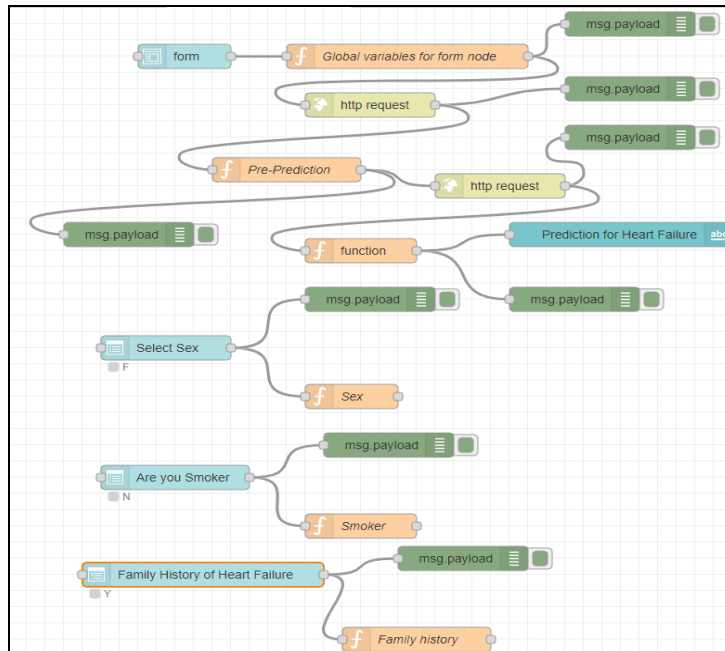 msg.payload
form
Global variables for form node
msg.payload
http request
msg.payload
Pre-Prediction
http request
msg.payload
Prediction for Heart Failure
abc
function
msg.payload
msg.payload
Select Sex
F
Sex
msg.payload
Are you Smoker
N
Smoker
msg.payload
Family History of Heart Failure
Y
Family history